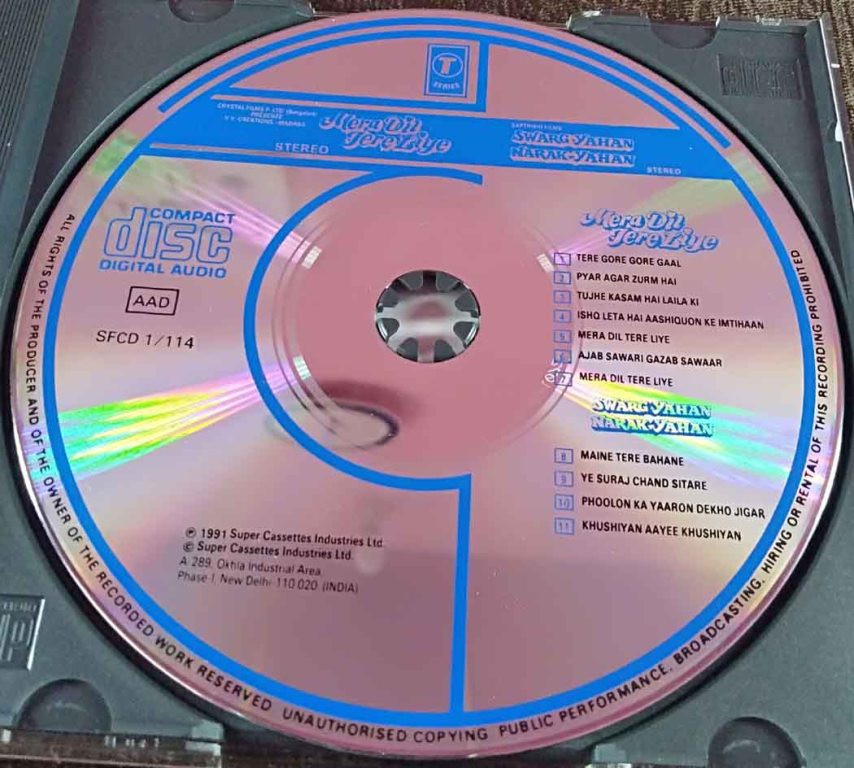 T
SERIES
CRYSTAL FILMS P. LTD (Bangalore)
PRESENTS
V.V. CREATIONS - MADRAS
Mera Dil
Tere Liye
STEREO
SAPTRISHI FILMS
SWARG YAHAN
NARAK YAHAN
STEREO
COMPACT
disc
DIGITAL AUDIO
AAD
SFCD 1/114
Mera Dil
Tere Liye
1 TERE GORE GORE GAAL
2 PYAR AGAR ZURM HAI
3 TUJHE KASAM HAI LAILA KI
4 ISHQ LETA HAI AASHIQUON KE IMTIHAAN
5 MERA DIL TERE LIYE
6 AJAB SAWARI GAZAB SAWAAR
7 MERA DIL TERE LIYE
SWARG YAHAN
NARAK-YAHAN
8 MAINE TERE BAHANE
9 YE SURAJ CHAND SITARE
10 PHOOLON KA YAARON DEKHO JIGAR
11 KHUSHIYAN AAYEE KHUSHIYAN
℗ 1991 Super Cassettes Industries Ltd.
© Super Cassettes Industries Ltd.
A 289, Okhla Industrial Area,
Phase-I, New Delhi-110 020 (INDIA)
ALL RIGHTS OF THE PRODUCER AND OF THE OWNER OF THE RECORDED WORK RESERVED UNAUTHORISED COPYING PUBLIC PERFORMANCE, BROADCASTING, HIRING OR RENTAL OF THIS RECORDING PROHIBITED